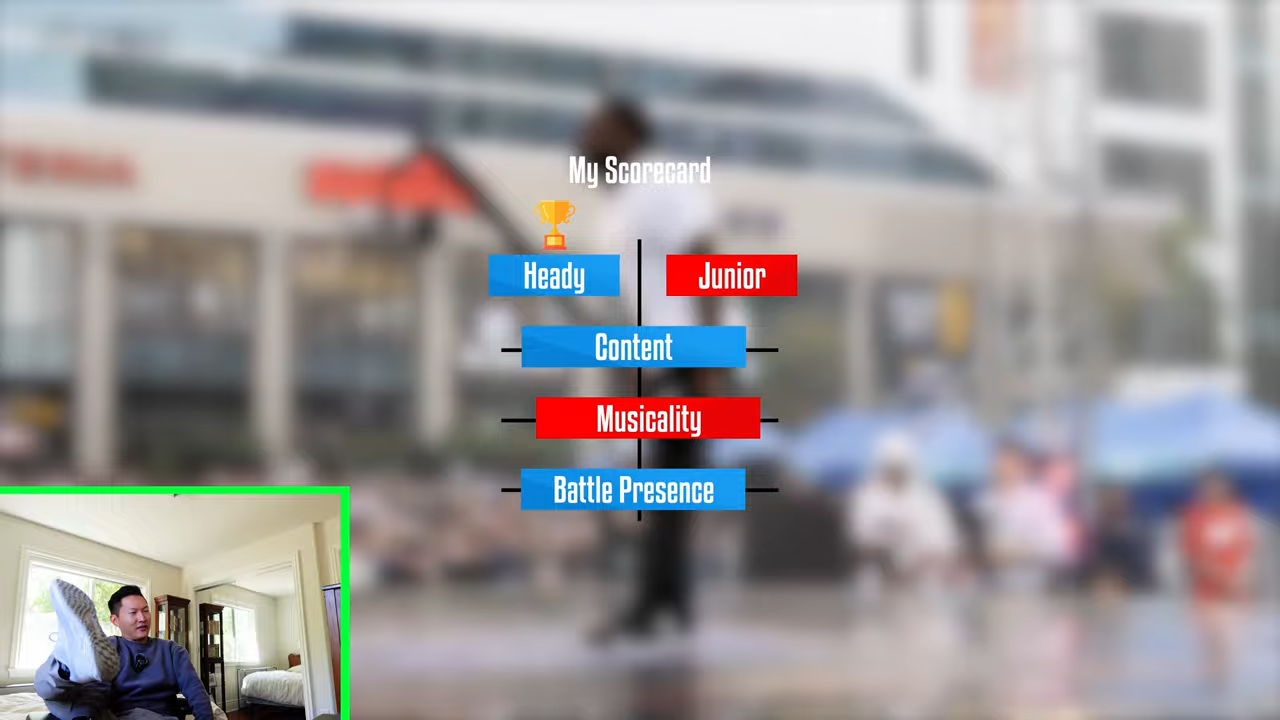 My Scorecard
Heady
Junior
Content
Musicality
Battle Presence